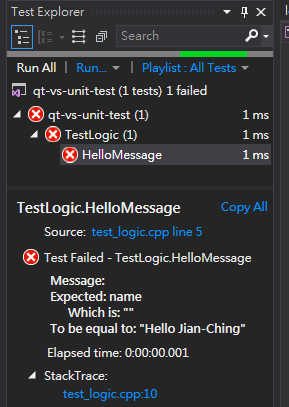 Test Explorer
Search
Run All | Run... | Playlist : All Tests
qt-vs-unit-test (1 tests) 1 failed
qt-vs-unit-test (1) 1 ms
TestLogic (1) 1 ms
HelloMessage 1 ms
TestLogic.HelloMessage Copy All
Source: test_logic.cpp line 5
Test Failed - TestLogic.HelloMessage
Message:
Expected: name
Which is: ""
To be equal to: "Hello Jian-Ching"
Elapsed time: 0:00:00.001
StackTrace:
test_logic.cpp:10